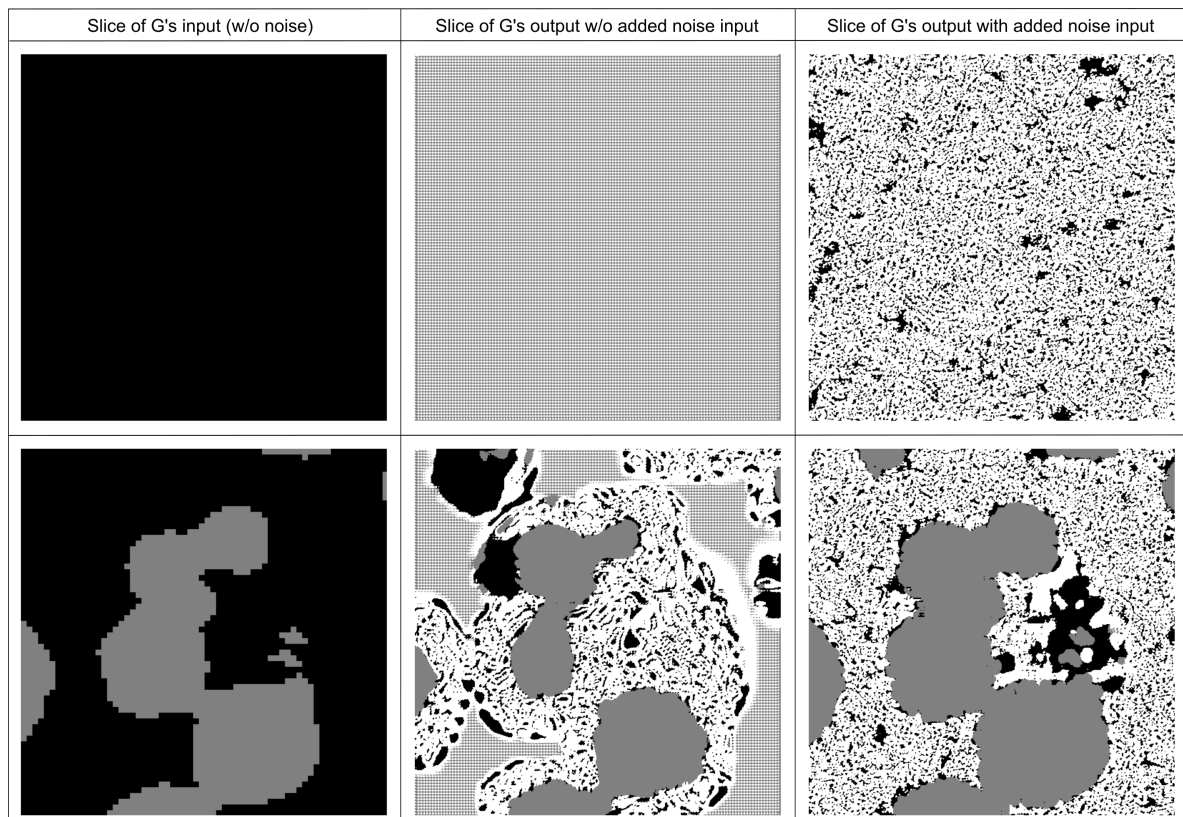 Slice of G's input (w/o noise)
Slice of G's output w/o added noise input
Slice of G's output with added noise input